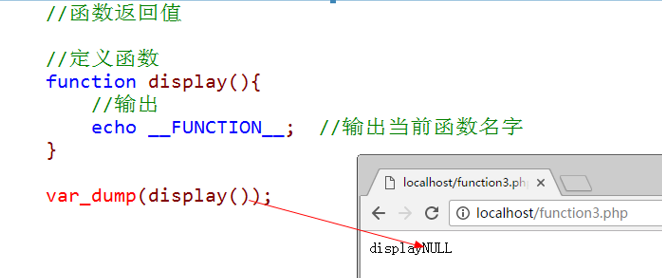 //函数返回值
//定义函数
function display(){
//输出
echo __FUNCTION__; //输出当前函数名字
}
var_dump(display());
localhost/function3.php
localhost/function3.php
displayNULL